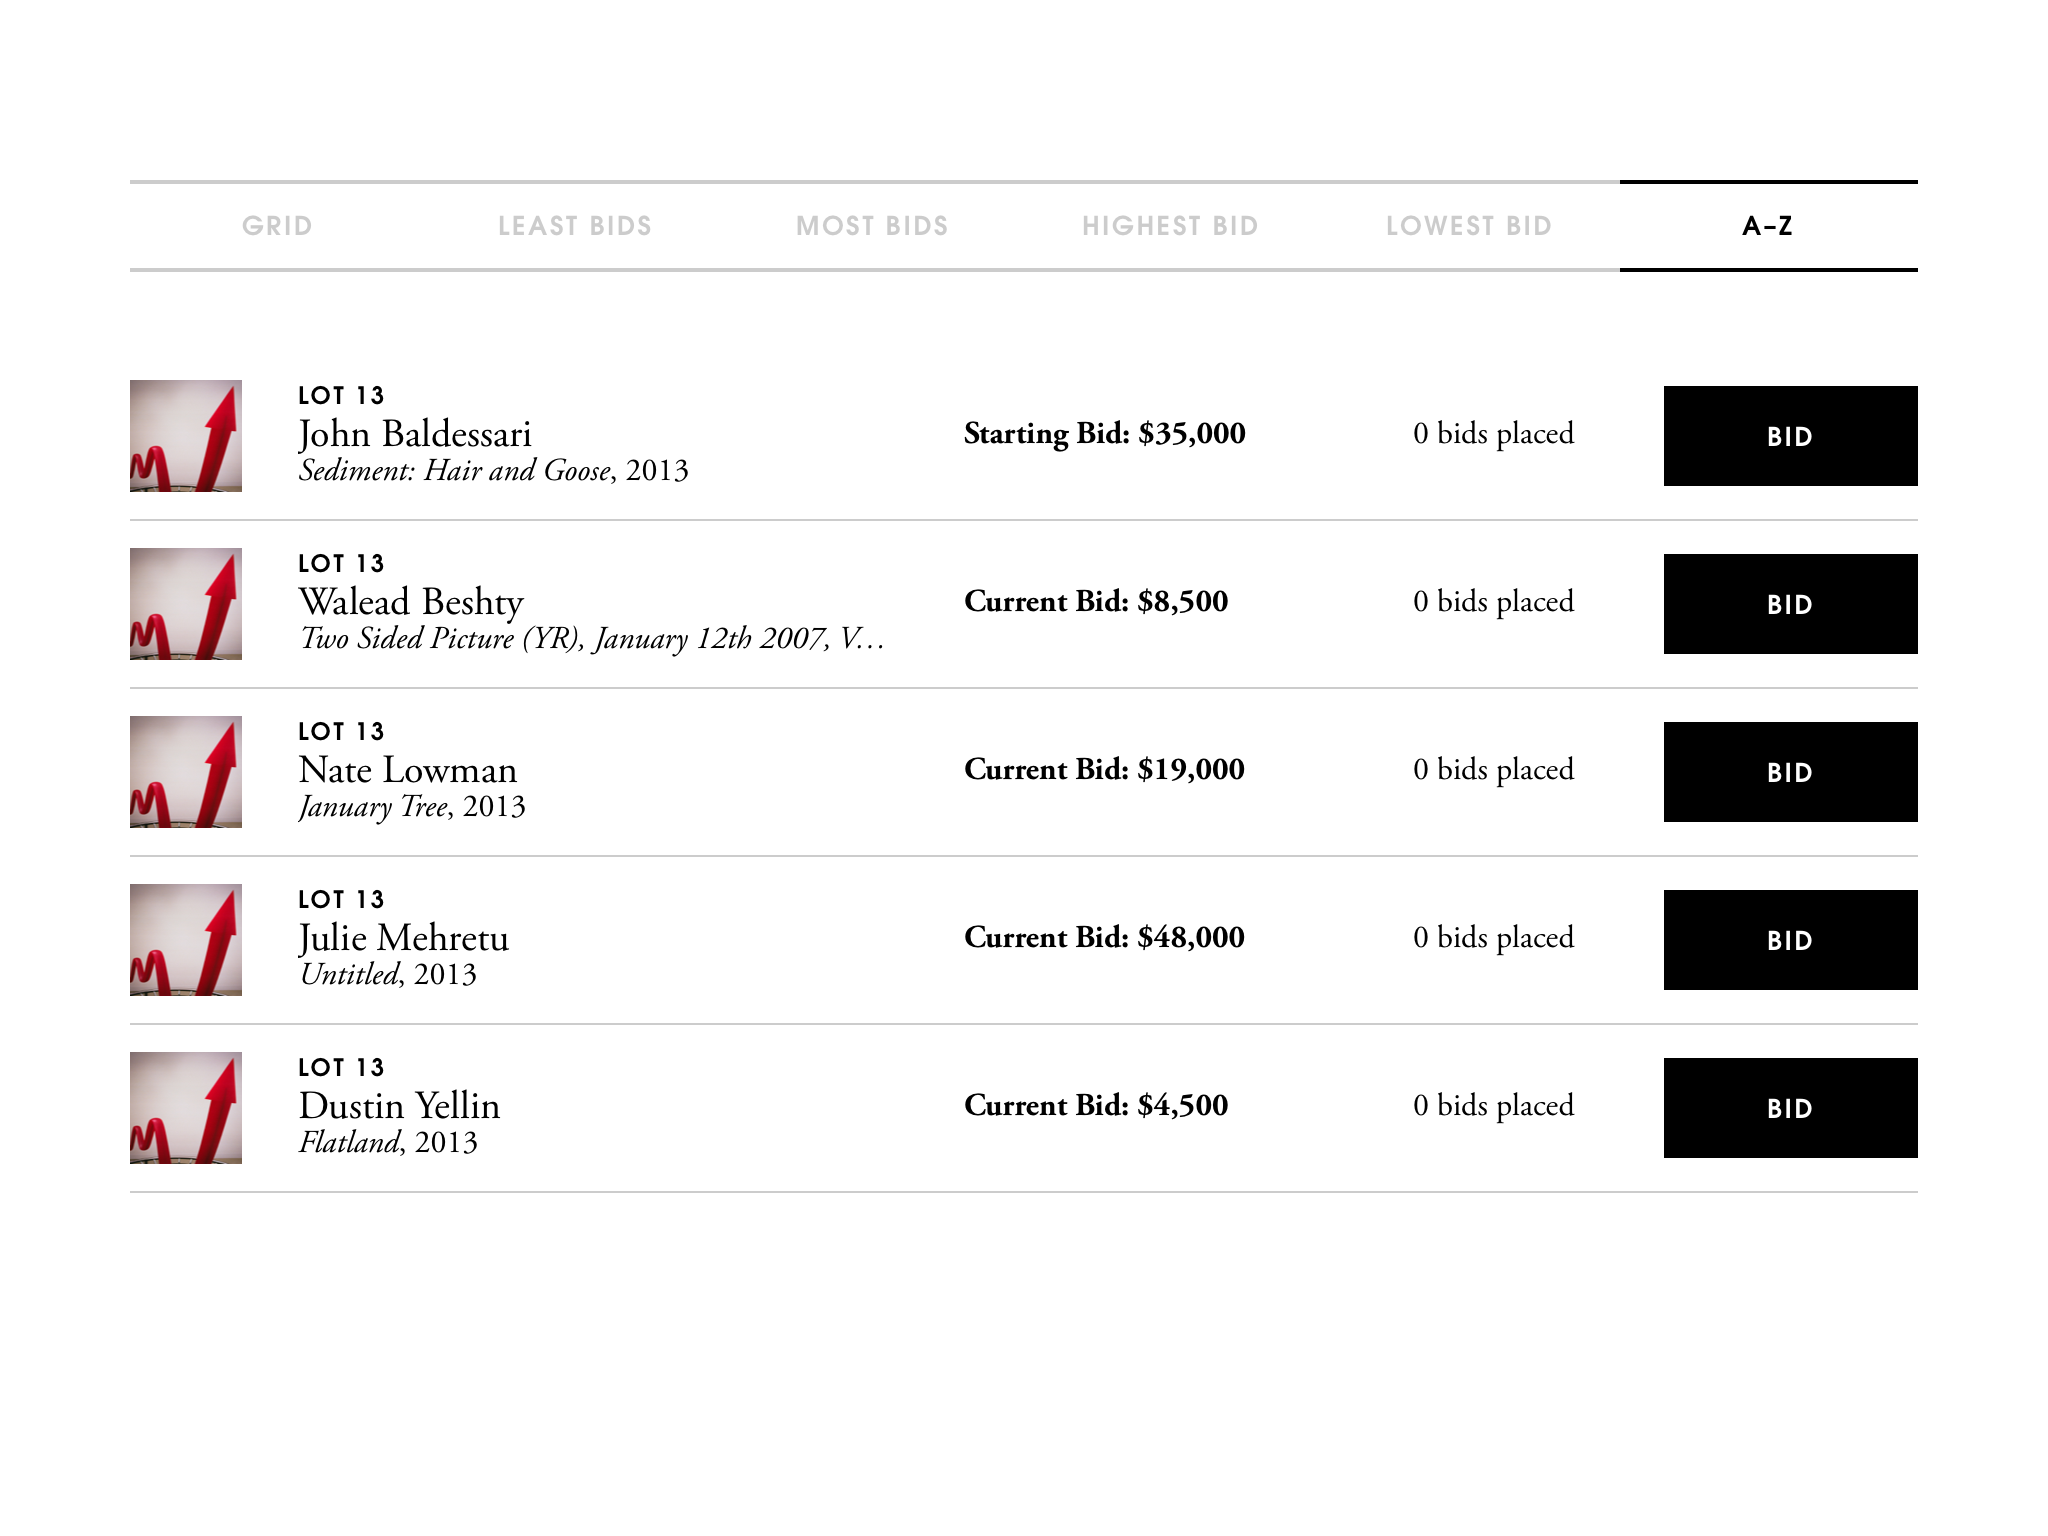 GRID LEAST BIDS MOST BIDS HIGHEST BID LOWEST BID A–Z
LOT 13
John Baldessari
Sediment: Hair and Goose, 2013
Starting Bid: $35,000
0 bids placed
BID
LOT 13
Walead Beshty
Two Sided Picture (YR), January 12th 2007, V…
Current Bid: $8,500
0 bids placed
BID
LOT 13
Nate Lowman
January Tree, 2013
Current Bid: $19,000
0 bids placed
BID
LOT 13
Julie Mehretu
Untitled, 2013
Current Bid: $48,000
0 bids placed
BID
LOT 13
Dustin Yellin
Flatland, 2013
Current Bid: $4,500
0 bids placed
BID